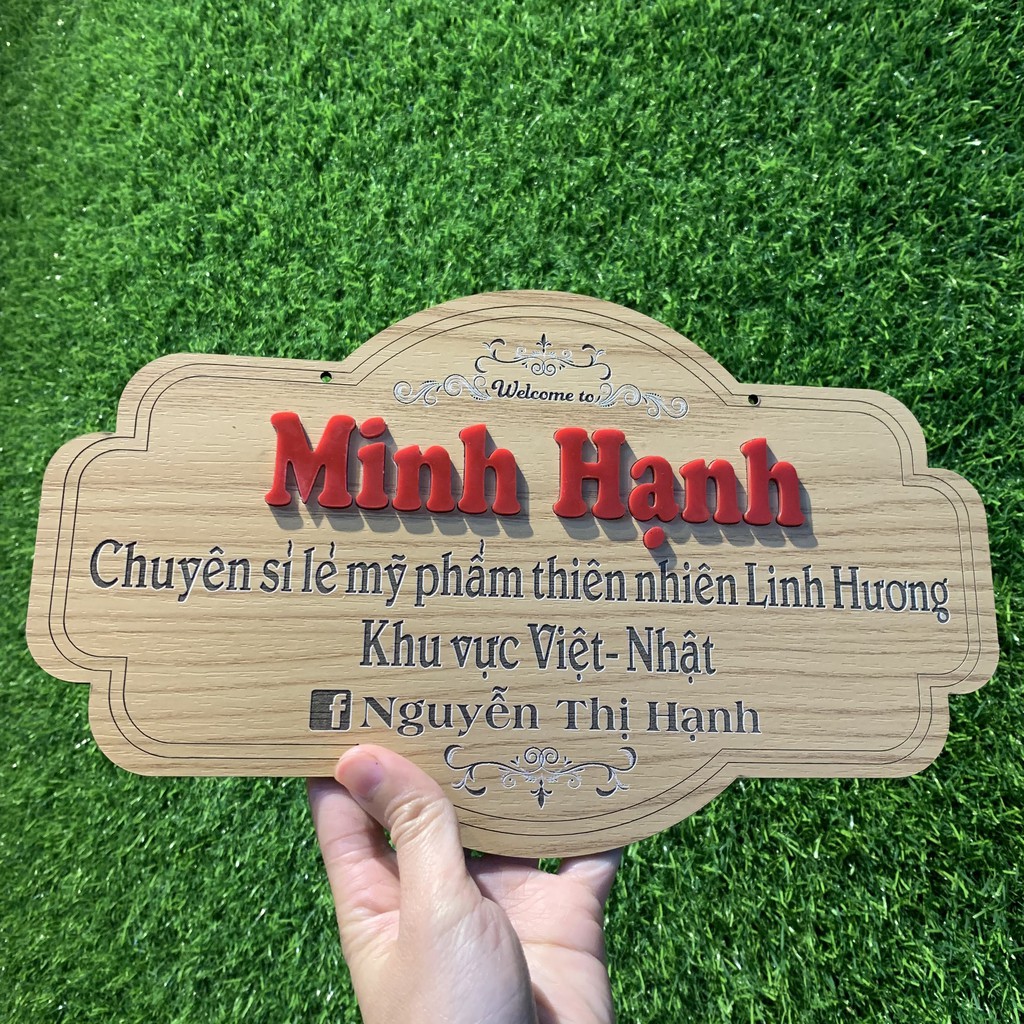 Welcome to
Minh Hạnh
Chuyên sỉ lẻ mỹ phẩm thiên nhiên Linh Hương
Khu vực Việt- Nhật
f Nguyễn Thị Hạnh